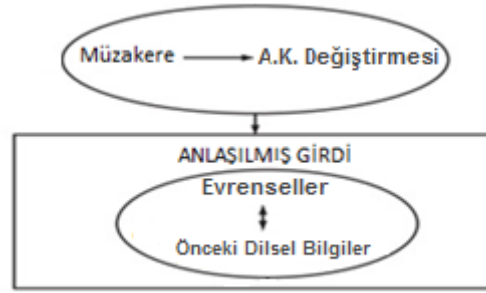 Müzakere A.K. Değiştirmesi
ANLAŞILMIŞ GİRDİ
Evrenseller
Önceki Dilsel Bilgiler